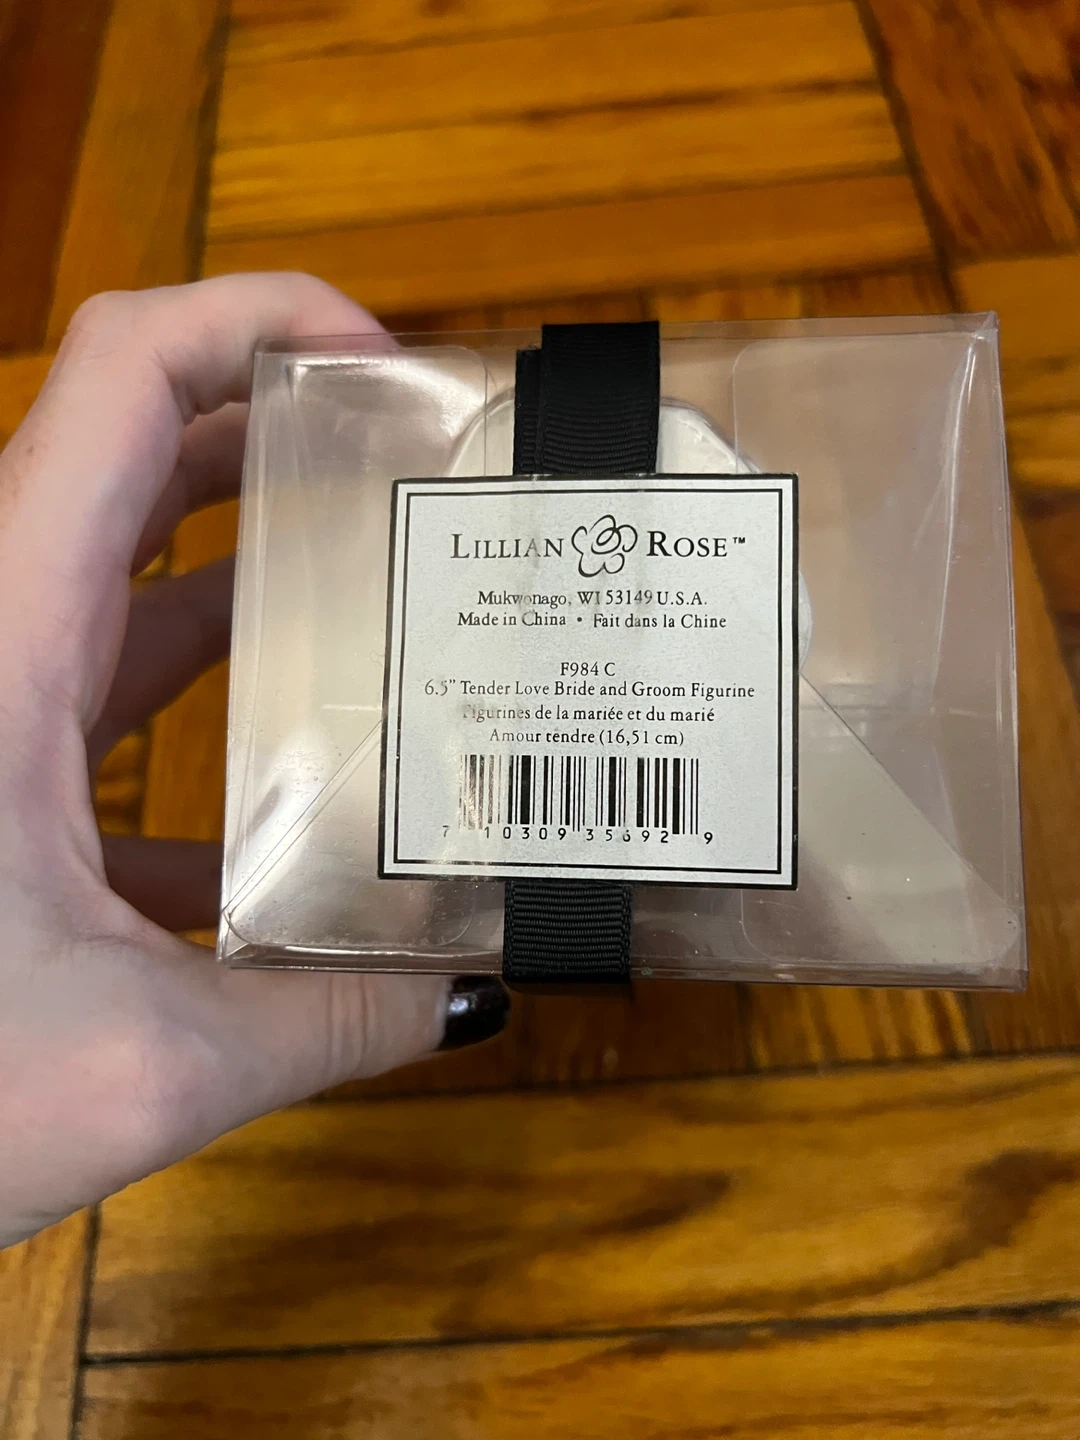 LILLIAN ROSE™
Mukwonago, WI 53149 U.S.A.
Made in China • Fait dans la Chine
F984 C
6.5" Tender Love Bride and Groom Figurine
Figurines de la mariée et du marié
Amour tendre (16,51 cm)
7 10309 35692 9